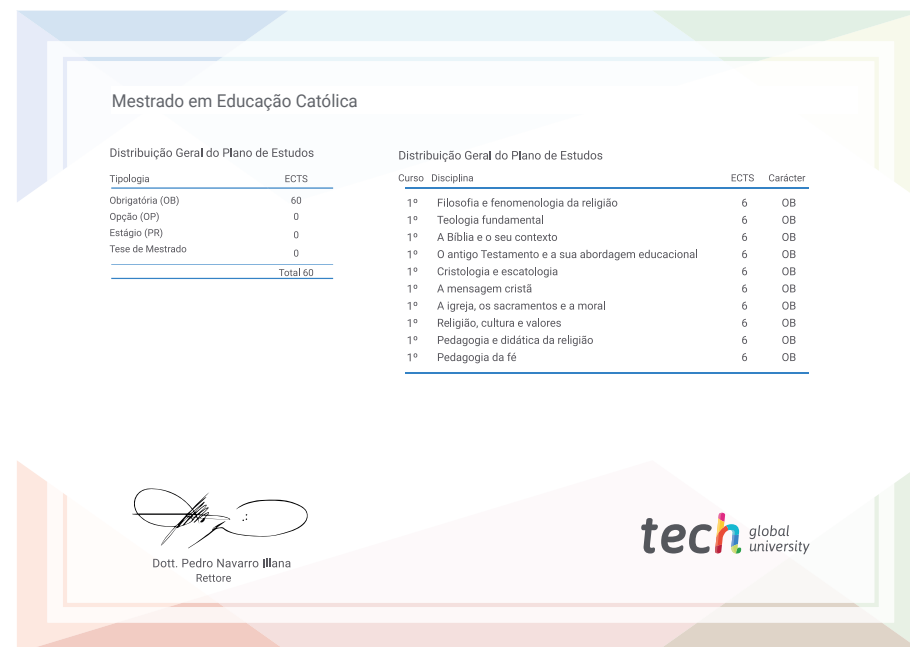 Mestrado em Educação Católica
Distribuição Geral do Plano de Estudos
Tipologia ECTS
Obrigatória (OB) 60
Opção (OP) 0
Estágio (PR) 0
Tese de Mestrado 0
Total 60
Distribuição Geral do Plano de Estudos
Curso Disciplina ECTS Carácter
1º Filosofia e fenomenologia da religião 6 OB
1º Teologia fundamental 6 OB
1º A Bíblia e o seu contexto 6 OB
1º O antigo Testamento e a sua abordagem educacional 6 OB
1º Cristologia e escatologia 6 OB
1º A mensagem cristã 6 OB
1º A igreja, os sacramentos e a moral 6 OB
1º Religião, cultura e valores 6 OB
1º Pedagogia e didática da religião 6 OB
1º Pedagogia da fé 6 OB
Dott. Pedro Navarro Illana
Rettore
tech global university